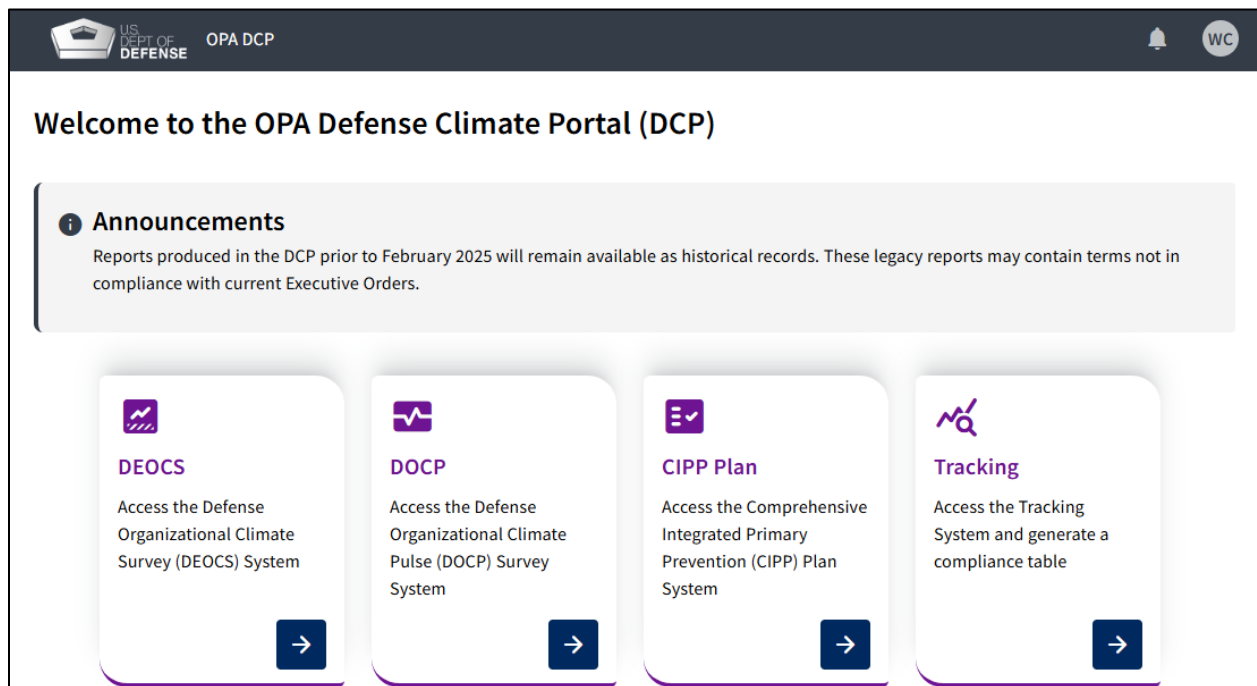 U.S.
DEPT OF
DEFENSE
OPA DCP
WC
Welcome to the OPA Defense Climate Portal (DCP)
Announcements
Reports produced in the DCP prior to February 2025 will remain available as historical records. These legacy reports may contain terms not in
compliance with current Executive Orders.
DEOCS
Access the Defense
Organizational Climate
Survey (DEOCS) System
DOCP
Access the Defense
Organizational Climate
Pulse (DOCP) Survey
System
CIPP Plan
Access the Comprehensive
Integrated Primary
Prevention (CIPP) Plan
System
Tracking
Access the Tracking
System and generate a
compliance table